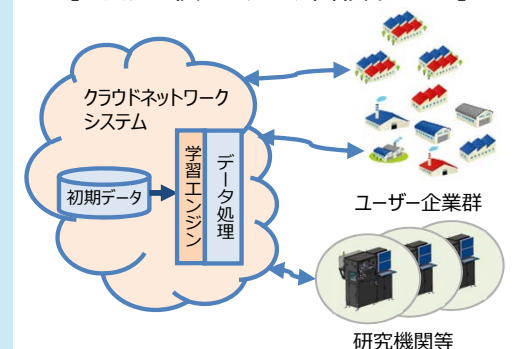 クラウドネットワーク
システム
初期データ
学習エンジン
データ処理
ユーザー企業群
研究機関等